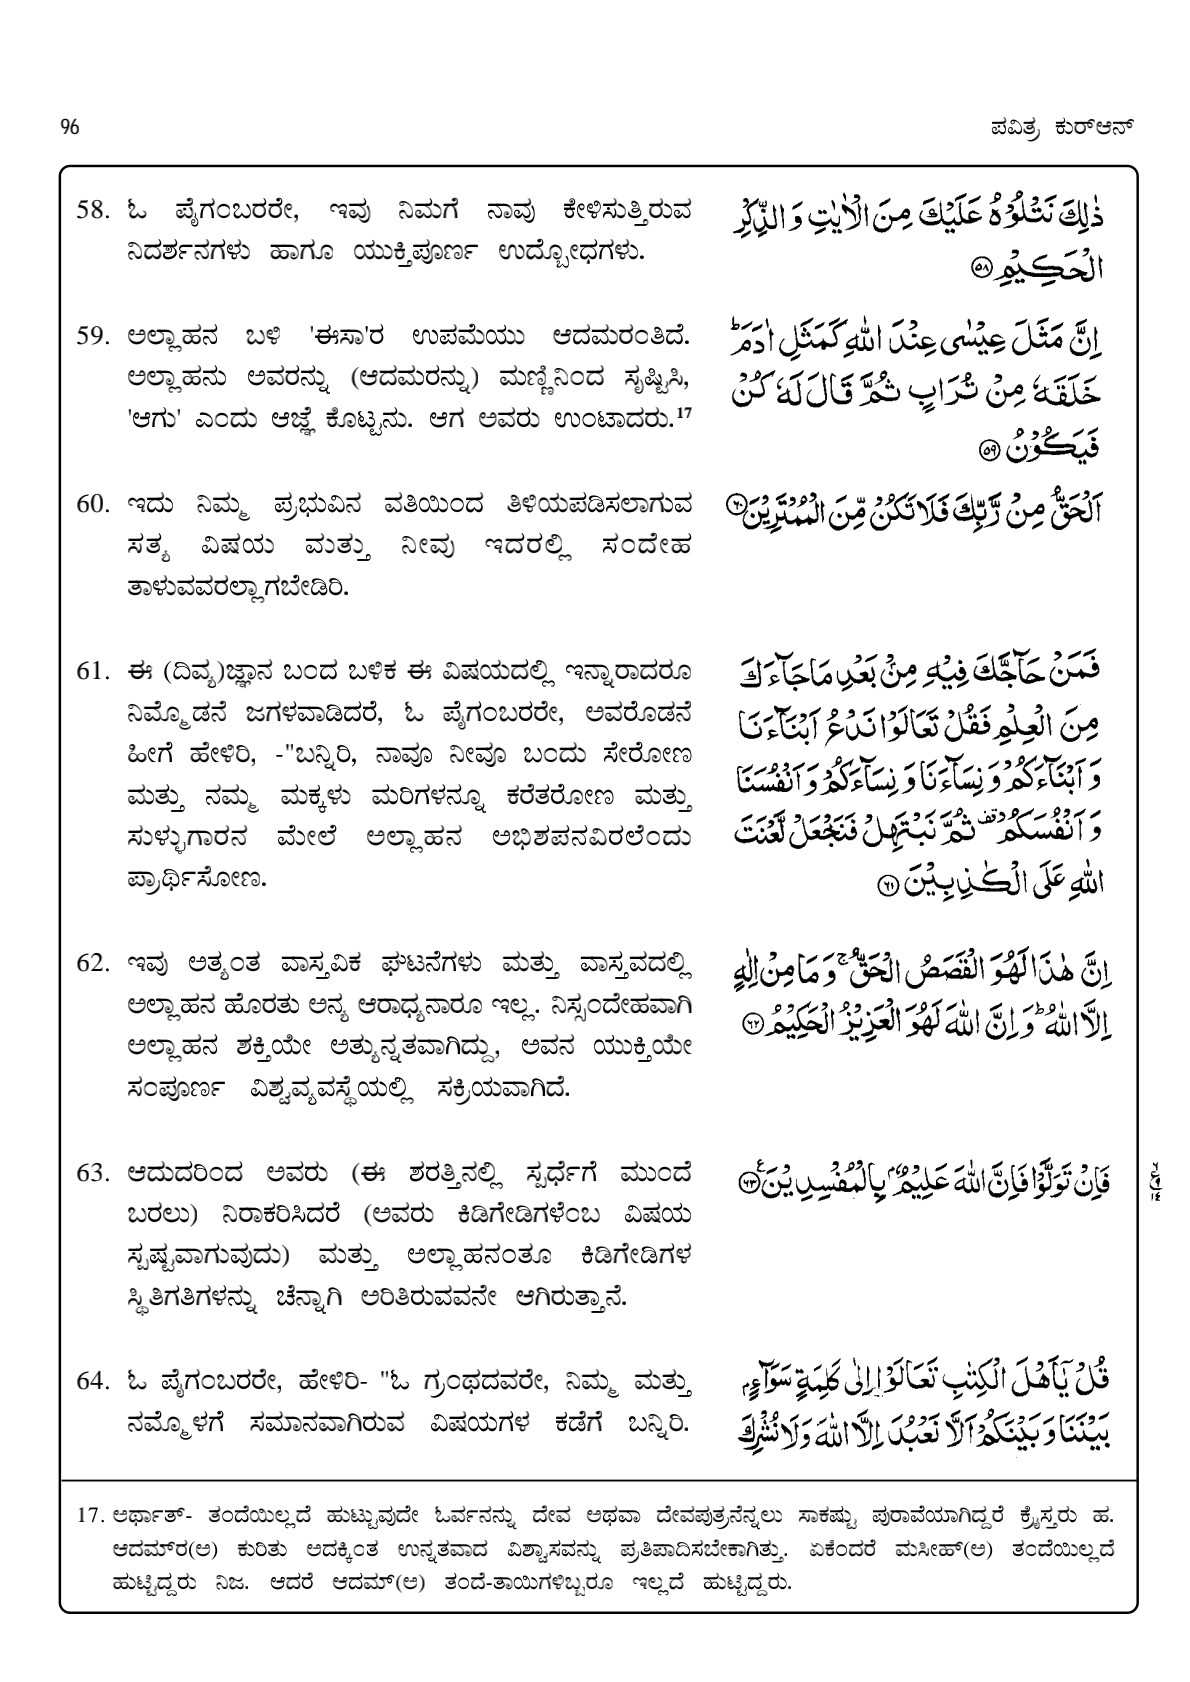 96
ಪವಿತ್ರ ಕುರ್‌ಆನ್
58. ಓ ಪೈಗಂಬರರೇ, ಇವು ನಿಮಗೆ ನಾವು ಕೇಳಿಸುತ್ತಿರುವ
ನಿದರ್ಶನಗಳು ಹಾಗೂ ಯುಕ್ತಿಪೂರ್ಣ ಉದ್ಬೋಧಗಳು.
ذٰلِكَ نَتْلُوْهُ عَلَيْكَ مِنَ الْاٰيٰتِ وَ الذِّكْرِ
الْحَكِيْمِ ۝۵۸
59. ಅಲ್ಲಾಹನ ಬಳಿ 'ಈಸಾ'ರ ಉಪಮೆಯು ಆದಮರಂತಿದೆ.
ಅಲ್ಲಾಹನು ಅವರನ್ನು (ಆದಮರನ್ನು) ಮಣ್ಣಿನಿಂದ ಸೃಷ್ಟಿಸಿ,
'ಆಗು' ಎಂದು ಆಜ್ಞೆ ಕೊಟ್ಟನು. ಆಗ ಅವರು ಉಂಟಾದರು.17
اِنَّ مَثَلَ عِيْسٰى عِنْدَ اللّٰهِ كَمَثَلِ اٰدَمَ ؕ
خَلَقَهٗ مِنْ تُرَابٍ ثُمَّ قَالَ لَهٗ كُنْ
فَيَكُوْنُ ۝۵۹
60. ಇದು ನಿಮ್ಮ ಪ್ರಭುವಿನ ವತಿಯಿಂದ ತಿಳಿಯಪಡಿಸಲಾಗುವ
ಸತ್ಯ ವಿಷಯ ಮತ್ತು ನೀವು ಇದರಲ್ಲಿ ಸಂದೇಹ
ತಾಳುವವರಲ್ಲಾಗಬೇಡಿರಿ.
اَلْحَقُّ مِنْ رَّبِّكَ فَلَا تَكُنْ مِّنَ الْمُمْتَرِيْنَ ۝۶۰
61. ಈ (ದಿವ್ಯ)ಜ್ಞಾನ ಬಂದ ಬಳಿಕ ಈ ವಿಷಯದಲ್ಲಿ ಇನ್ನಾರಾದರೂ
ನಿಮ್ಮೊಡನೆ ಜಗಳವಾಡಿದರೆ, ಓ ಪೈಗಂಬರರೇ, ಅವರೊಡನೆ
ಹೀಗೆ ಹೇಳಿರಿ, -"ಬನ್ನಿರಿ, ನಾವೂ ನೀವೂ ಬಂದು ಸೇರೋಣ
ಮತ್ತು ನಮ್ಮ ಮಕ್ಕಳು ಮರಿಗಳನ್ನೂ ಕರೆತರೋಣ ಮತ್ತು
ಸುಳ್ಳುಗಾರನ ಮೇಲೆ ಅಲ್ಲಾಹನ ಅಭಿಶಪನವಿರಲೆಂದು
ಪ್ರಾರ್ಥಿಸೋಣ.
فَمَنْ حَآجَّكَ فِيْهِ مِنْۢ بَعْدِ مَا جَآءَكَ
مِنَ الْعِلْمِ فَقُلْ تَعَالَوْا نَدْعُ اَبْنَآءَنَا
وَ اَبْنَآءَكُمْ وَ نِسَآءَنَا وَ نِسَآءَكُمْ وَ اَنْفُسَنَا
وَ اَنْفُسَكُمْ ۫ ثُمَّ نَبْتَهِلْ فَنَجْعَلْ لَّعْنَتَ
اللّٰهِ عَلَى الْكٰذِبِيْنَ ۝۶۱
62. ಇವು ಅತ್ಯಂತ ವಾಸ್ತವಿಕ ಘಟನೆಗಳು ಮತ್ತು ವಾಸ್ತವದಲ್ಲಿ
ಅಲ್ಲಾಹನ ಹೊರತು ಅನ್ಯ ಆರಾಧ್ಯನಾರೂ ಇಲ್ಲ. ನಿಸ್ಸಂದೇಹವಾಗಿ
ಅಲ್ಲಾಹನ ಶಕ್ತಿಯೇ ಅತ್ಯುನ್ನತವಾಗಿದ್ದು, ಅವನ ಯುಕ್ತಿಯೇ
ಸಂಪೂರ್ಣ ವಿಶ್ವವ್ಯವಸ್ಥೆಯಲ್ಲಿ ಸಕ್ರಿಯವಾಗಿದೆ.
اِنَّ هٰذَا لَهُوَ الْقَصَصُ الْحَقُّ ۚ وَ مَا مِنْ اِلٰهٍ
اِلَّا اللّٰهُ ؕ وَ اِنَّ اللّٰهَ لَهُوَ الْعَزِيْزُ الْحَكِيْمُ ۝۶۲
63. ಆದುದರಿಂದ ಅವರು (ಈ ಶರತ್ತಿನಲ್ಲಿ ಸ್ಪರ್ಧೆಗೆ ಮುಂದೆ
ಬರಲು) ನಿರಾಕರಿಸಿದರೆ (ಅವರು ಕಿಡಿಗೇಡಿಗಳೆಂಬ ವಿಷಯ
ಸ್ಪಷ್ಟವಾಗುವುದು) ಮತ್ತು ಅಲ್ಲಾಹನಂತೂ ಕಿಡಿಗೇಡಿಗಳ
ಸ್ಥಿತಿಗತಿಗಳನ್ನು ಚೆನ್ನಾಗಿ ಅರಿತಿರುವವನೇ ಆಗಿರುತ್ತಾನೆ.
فَاِنْ تَوَلَّوْا فَاِنَّ اللّٰهَ عَلِيْمٌۢ بِالْمُفْسِدِيْنَ ۝۶۳
64. ಓ ಪೈಗಂಬರರೇ, ಹೇಳಿರಿ- "ಓ ಗ್ರಂಥದವರೇ, ನಿಮ್ಮ ಮತ್ತು
ನಮ್ಮೊಳಗೆ ಸಮಾನವಾಗಿರುವ ವಿಷಯಗಳ ಕಡೆಗೆ ಬನ್ನಿರಿ.
قُلْ يٰۤاَهْلَ الْكِتٰبِ تَعَالَوْا اِلٰى كَلِمَةٍ سَوَآءٍۭ
بَيْنَنَا وَ بَيْنَكُمْ اَلَّا نَعْبُدَ اِلَّا اللّٰهَ وَ لَا نُشْرِكَ
17. ಅರ್ಥಾತ್- ತಂದೆಯಿಲ್ಲದೆ ಹುಟ್ಟುವುದೇ ಓರ್ವನನ್ನು ದೇವ ಅಥವಾ ದೇವಪುತ್ರನೆನ್ನಲು ಸಾಕಷ್ಟು ಪುರಾವೆಯಾಗಿದ್ದರೆ ಕ್ರೈಸ್ತರು ಹ.
ಆದಮ್‌ರ(ಅ) ಕುರಿತು ಅದಕ್ಕಿಂತ ಉನ್ನತವಾದ ವಿಶ್ವಾಸವನ್ನು ಪ್ರತಿಪಾದಿಸಬೇಕಾಗಿತ್ತು. ಏಕೆಂದರೆ ಮಸೀಹ್(ಅ) ತಂದೆಯಿಲ್ಲದೆ
ಹುಟ್ಟಿದ್ದರು ನಿಜ. ಆದರೆ ಆದಮ್(ಅ) ತಂದೆ-ತಾಯಿಗಳಿಬ್ಬರೂ ಇಲ್ಲದೆ ಹುಟ್ಟಿದ್ದರು.